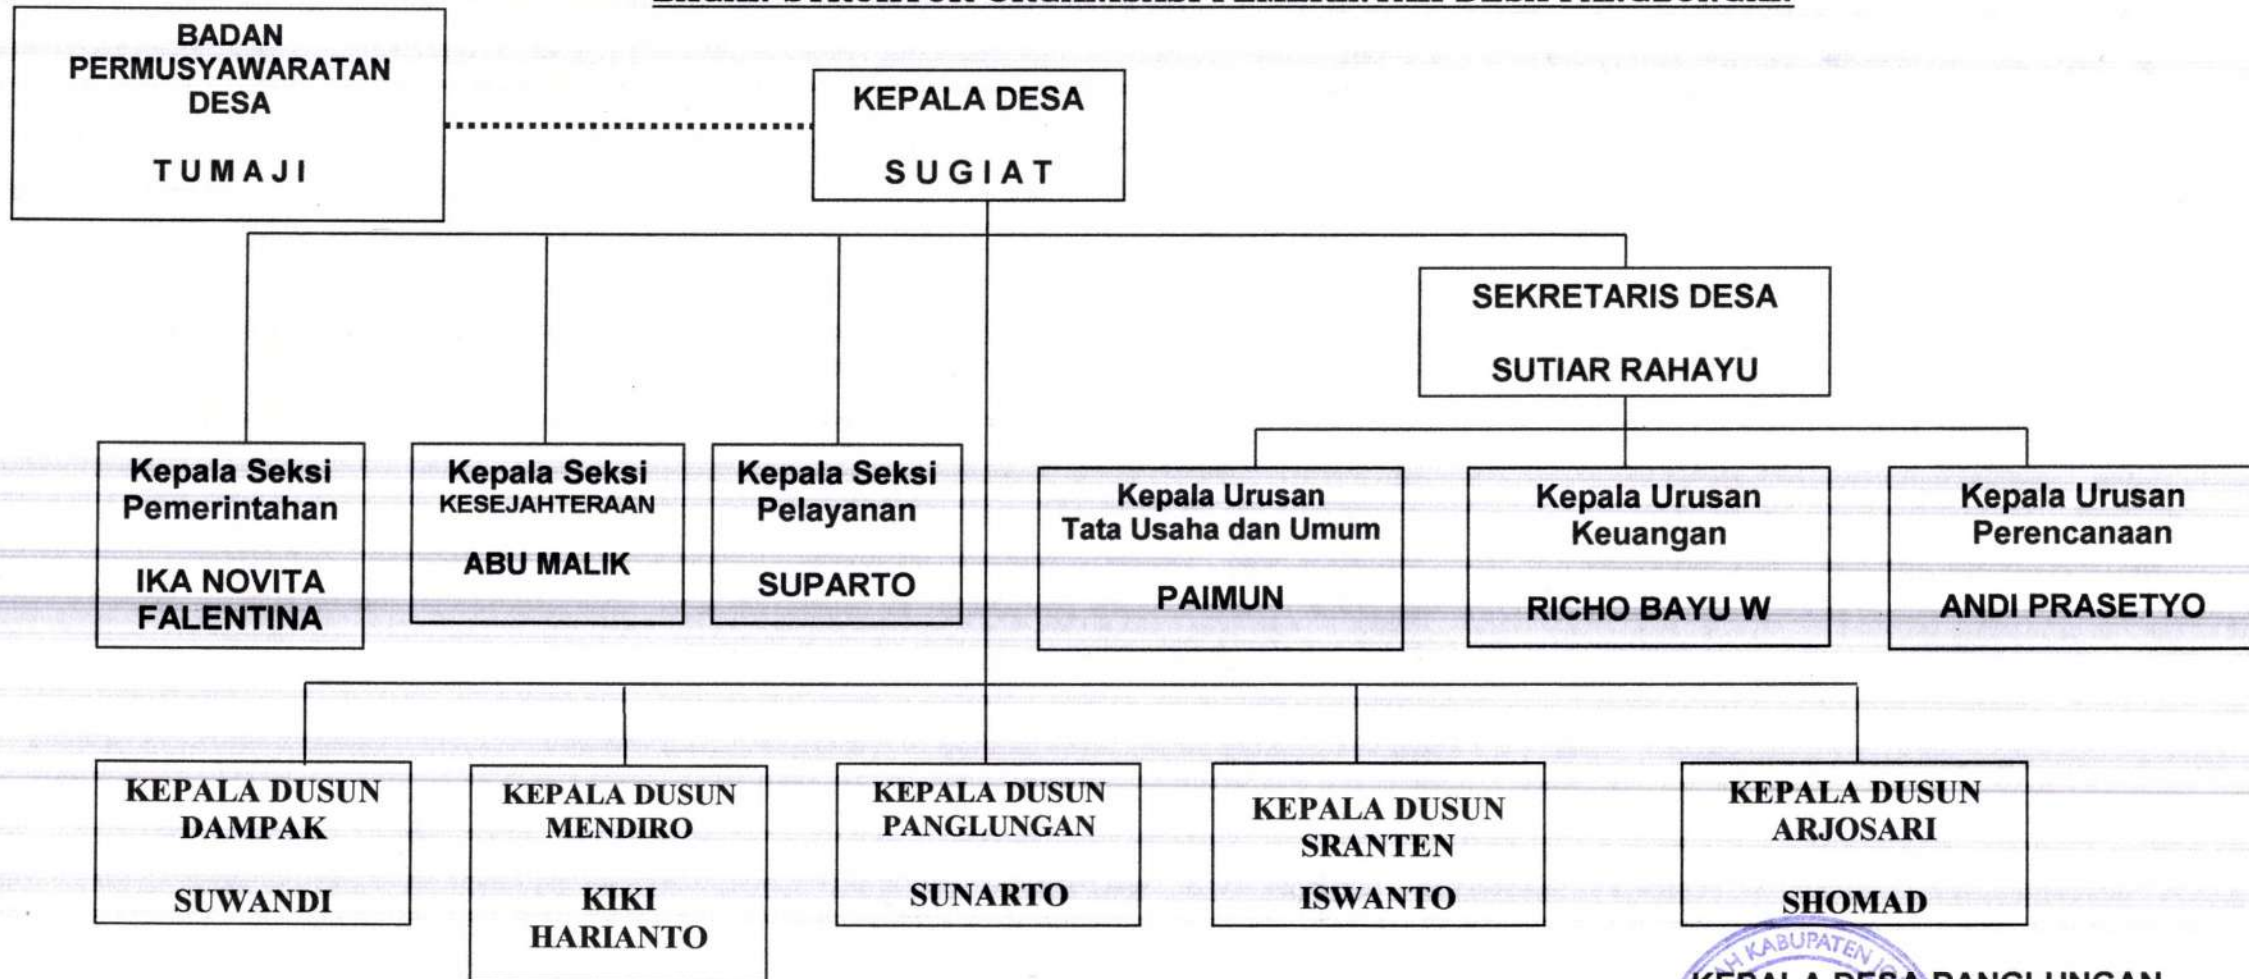 BADAN
PERMUSYAWARATAN
DESA
T U M A J I
KEPALA DESA
S U G I A T
SEKRETARIS DESA
SUTIAR RAHAYU
Kepala Seksi
Pemerintahan
IKA NOVITA
FALENTINA
Kepala Seksi
KESEJAHTERAAN
ABU MALIK
Kepala Seksi
Pelayanan
SUPARTO
Kepala Urusan
Tata Usaha dan Umum
PAIMUN
Kepala Urusan
Keuangan
RICHO BAYU W
Kepala Urusan
Perencanaan
ANDI PRASETYO
KEPALA DUSUN
DAMPAK
SUWANDI
KEPALA DUSUN
MENDIRO
KIKI
HARIANTO
KEPALA DUSUN
PANGLUNGAN
SUNARTO
KEPALA DUSUN
SRANTEN
ISWANTO
KEPALA DUSUN
ARJOSARI
SHOMAD
KABUPATEN
KEPALA DESA PANGLUNGAN